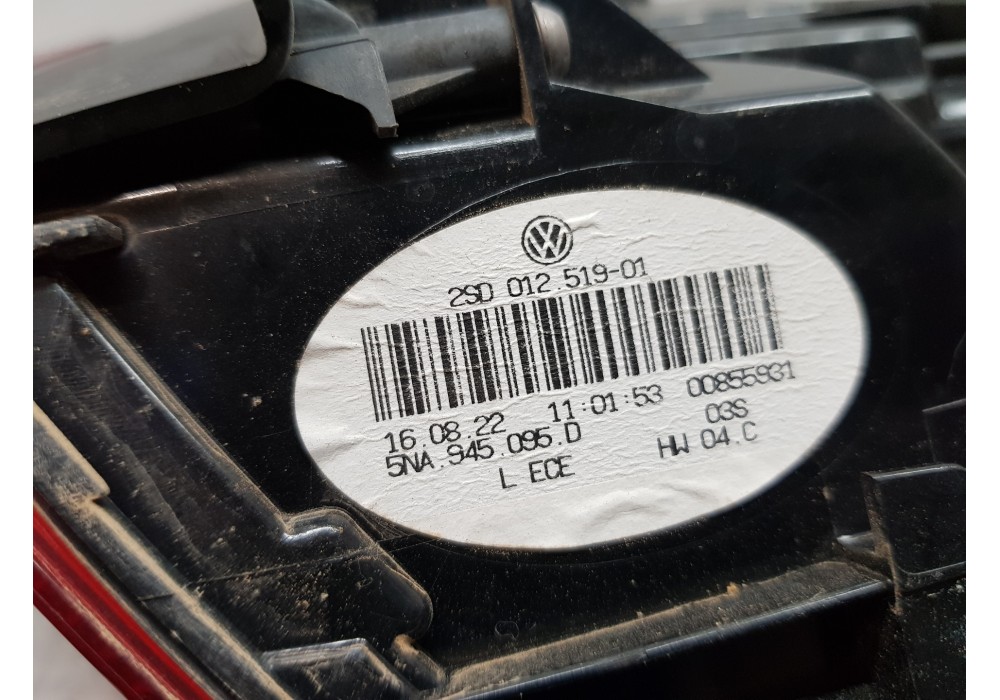 2SD 012.519-01
16.08.22 11:01:53 00855931
5NA.945.095.D 03S
L ECE HW 04.C